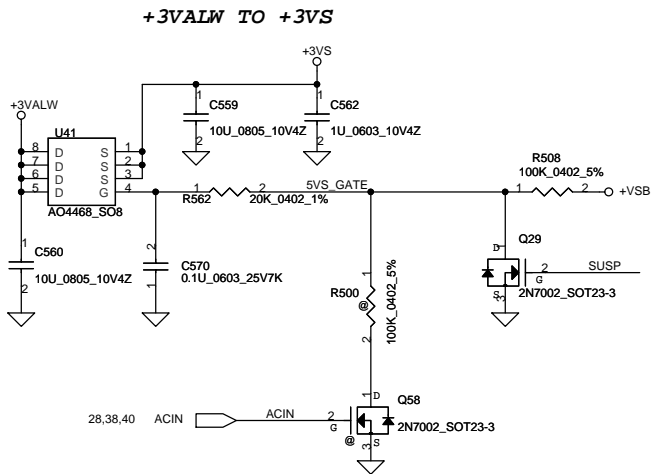 +3VALW TO +3VS
+3VS
+3VALW
U41
8 D S 1
7 D S 2
6 D S 3
5 D G 4
AO4468_SO8
1
C559
10U_0805_10V4Z
2
1
C562
1U_0603_10V4Z
2
R508
100K_0402_5%
1 2
+VSB
1 2
R562
20K_0402_1%
5VS_GATE
1
C560
10U_0805_10V4Z
2
2
C570
0.1U_0603_25V7K
1
Q29
D
1
2
G
SUSP
S
3
2N7002_SOT23-3
1
R500
@
100K_0402_5%
2
28,38,40
ACIN
ACIN
2
G
@
1
D
Q58
2N7002_SOT23-3
S
3